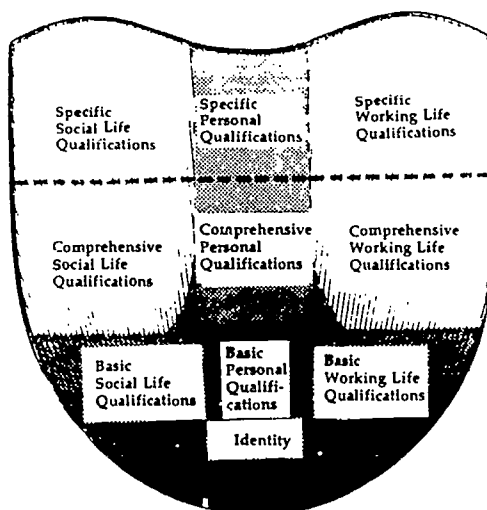 Specific
Social Life
Qualifications
Specific
Personal
Qualifications
Specific
Working Life
Qualifications
Comprehensive
Social Life
Qualifications
Comprehensive
Personal
Qualifications
Comprehensive
Working Life
Qualifications
Basic
Social Life
Qualifications
Basic
Personal
Qualifi-
cations
Basic
Working Life
Qualifications
Identity